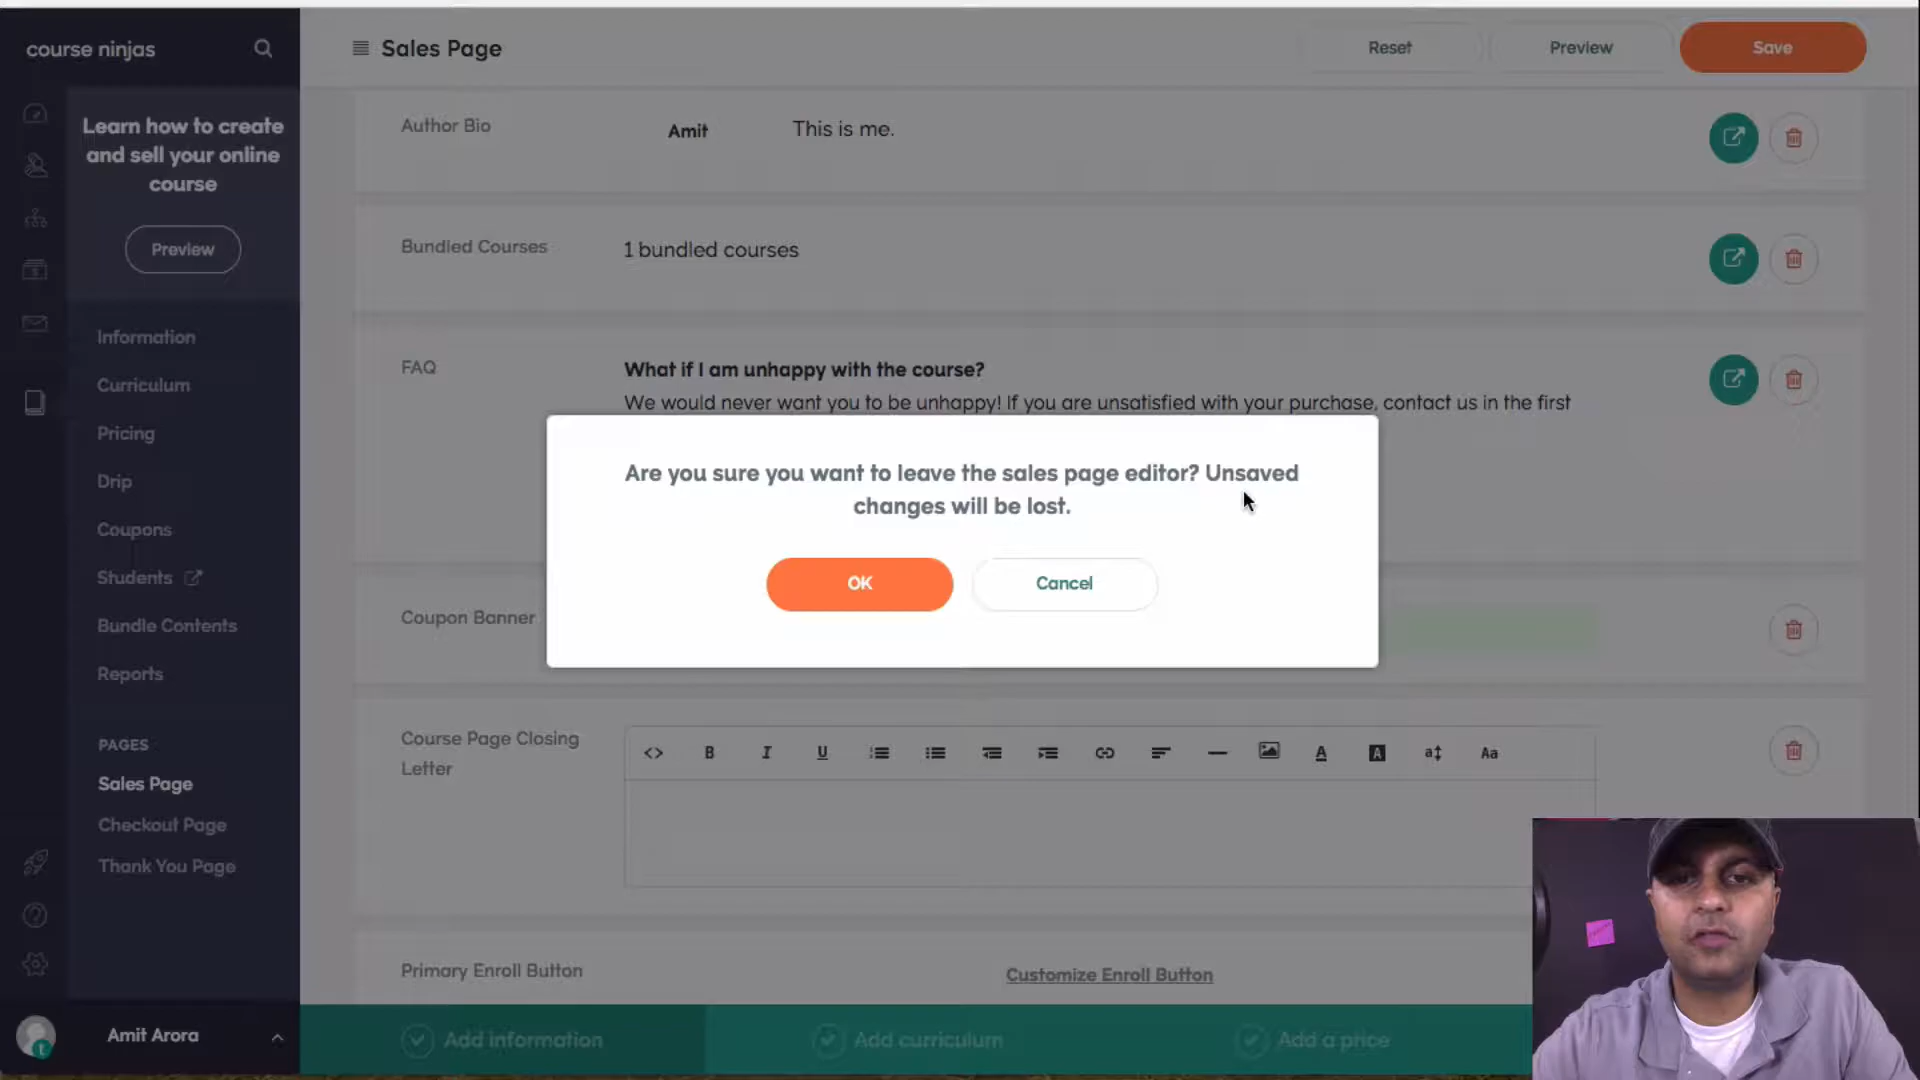 course ninjas
Learn how to create
and sell your online
course
Preview
Information
Curriculum
Pricing
Drip
Coupons
Students
Bundle Contents
Reports
PAGES
Sales Page
Checkout Page
Thank You Page
Amit Arora
Sales Page
Reset
Preview
Save
Author Bio
Amit
This is me.
Bundled Courses
1 bundled courses
FAQ
What if I am unhappy with the course?
We would never want you to be unhappy! If you are unsatisfied with your purchase, contact us in the first
Are you sure you want to leave the sales page editor? Unsaved
changes will be lost.
OK
Cancel
Coupon Banner
Course Page Closing
Letter
<> B I U A A a Aa
Primary Enroll Button
Customize Enroll Button
Add information
Add curriculum
Add a price